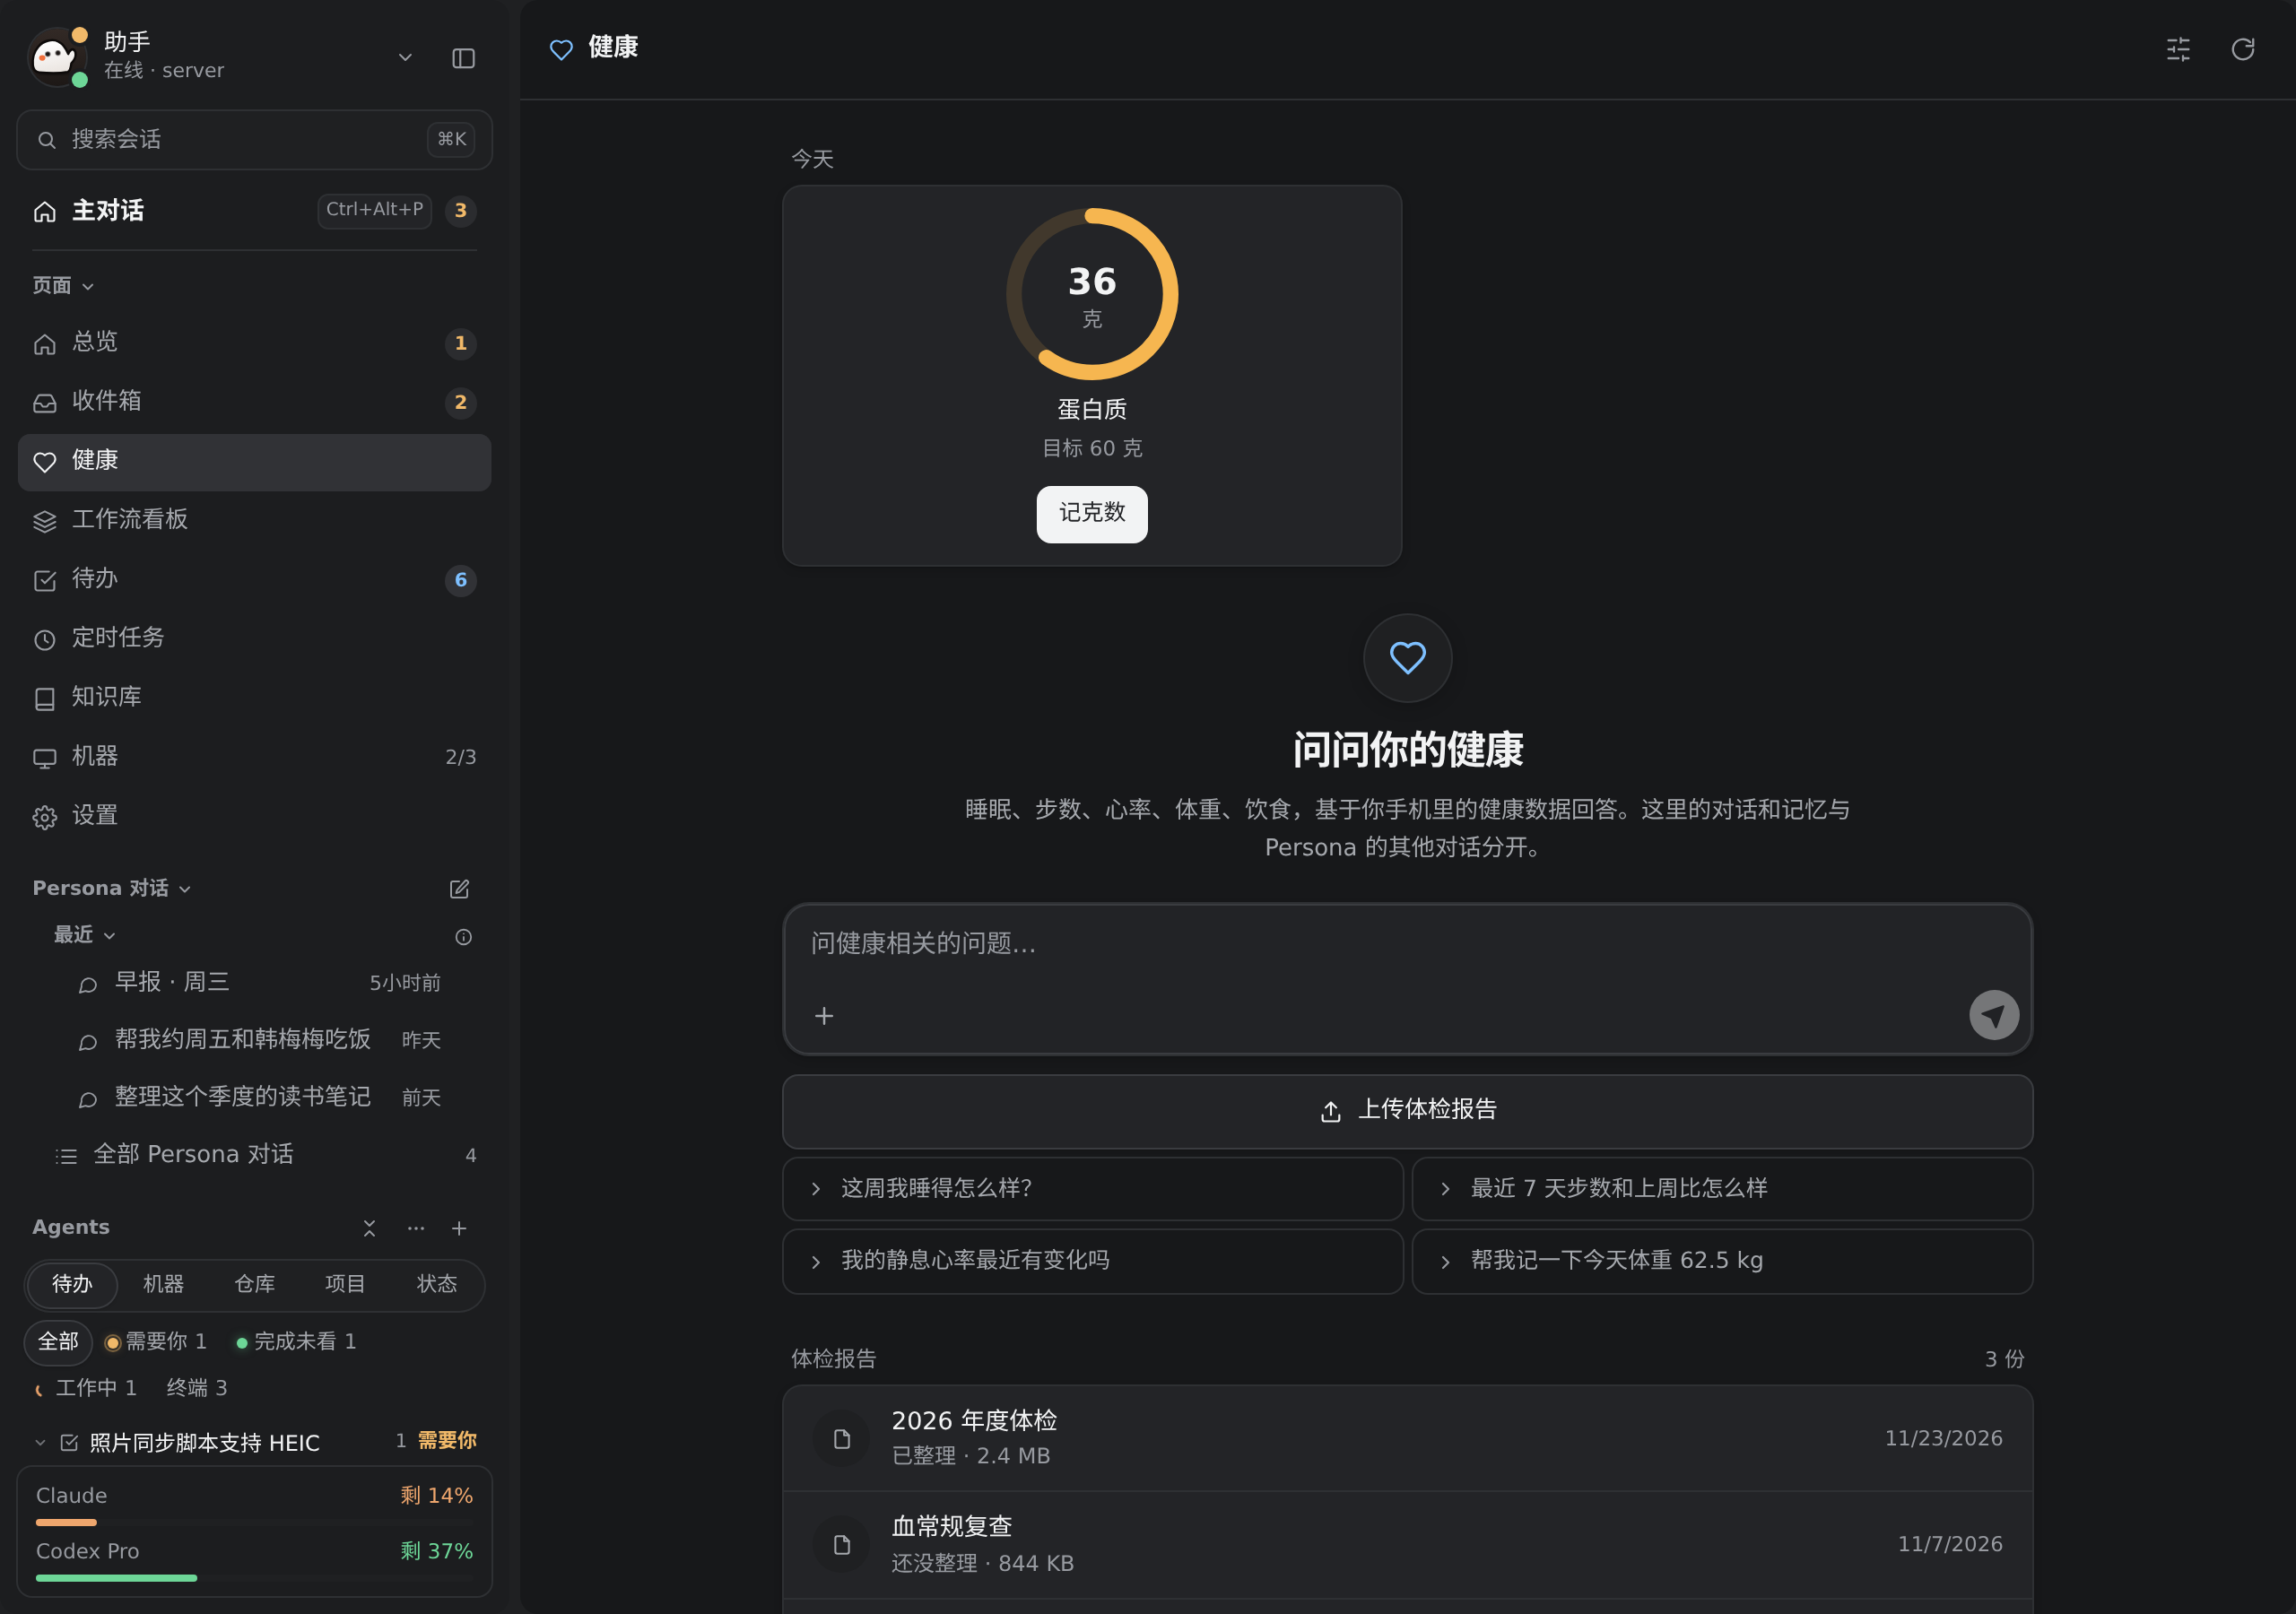 助手
在线 · server
搜索会话
⌘K
主对话
Ctrl+Alt+P
3
页面
总览
1
收件箱
2
健康
工作流看板
待办
6
定时任务
知识库
机器
2/3
设置
Persona 对话
最近
早报 · 周三
5小时前
帮我约周五和韩梅梅吃饭
昨天
整理这个季度的读书笔记
前天
全部 Persona 对话
4
Agents
待办
机器
仓库
项目
状态
全部
需要你 1
完成未看 1
工作中 1
终端 3
照片同步脚本支持 HEIC
1 需要你
Claude
剩 14%
Codex Pro
剩 37%
健康
今天
36
克
蛋白质
目标 60 克
记克数
问问你的健康
睡眠、步数、心率、体重、饮食，基于你手机里的健康数据回答。这里的对话和记忆与
Persona 的其他对话分开。
问健康相关的问题...
上传体检报告
这周我睡得怎么样?
最近 7 天步数和上周比怎么样
我的静息心率最近有变化吗
帮我记一下今天体重 62.5 kg
体检报告
3 份
2026 年度体检
已整理 · 2.4 MB
11/23/2026
血常规复查
还没整理 · 844 KB
11/7/2026